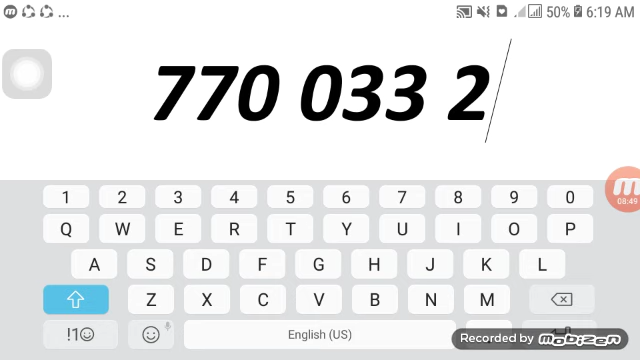 ... 50% 6:19 AM
770 033 2
08:49
1 2 3 4 5 6 7 8 9 0
Q W E R T Y U I O P
A S D F G H J K L
Z X C V B N M
!1☺ English (US)
Recorded by mobizen